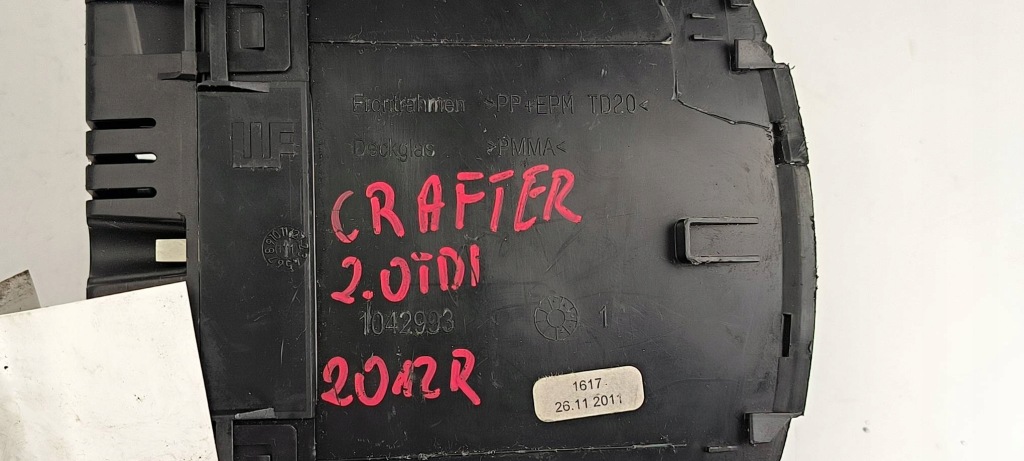 Frontrahmen >PP+EPM TD20<
Deckglas >PMMA<
CRAFTER
2.0TDI
1042993
1
2012R
1617
26.11 2011